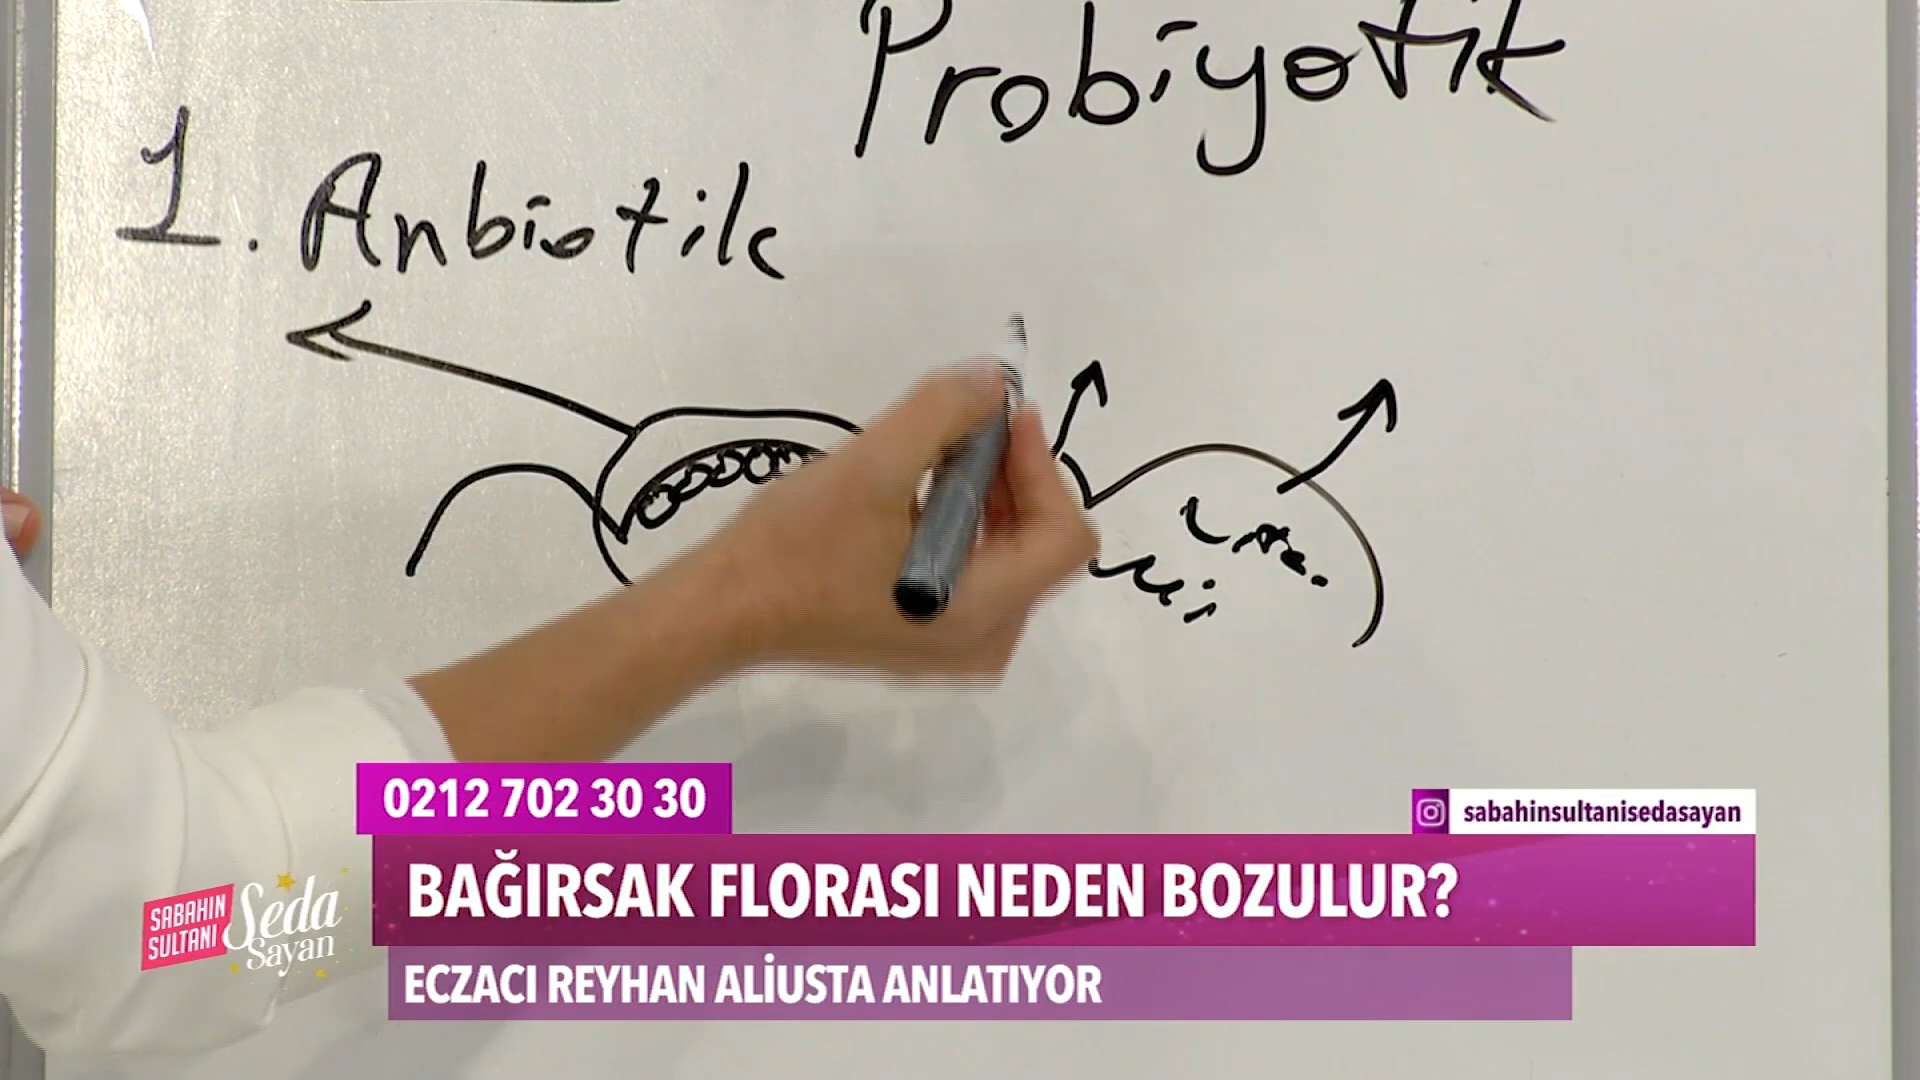 Probiyotik
1. Anbiotik
0212 702 30 30
sabahinsultanisedasayan
BAĞIRSAK FLORASI NEDEN BOZULUR?
SABAHIN SULTANI Seda Sayan
ECZACI REYHAN ALİUSTA ANLATIYOR